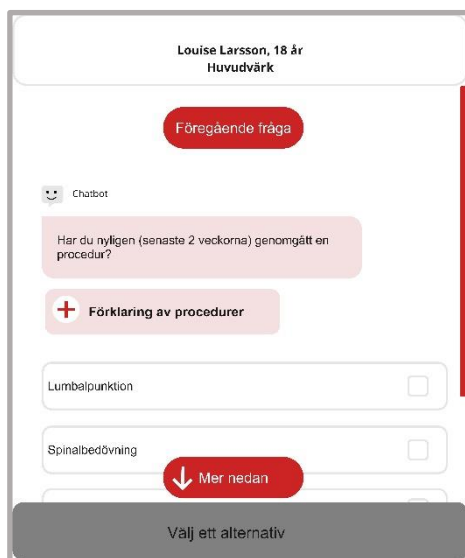 Louise Larsson, 18 år
Huvudvärk
Föregående fråga
Chatbot
Har du nyligen (senaste 2 veckorna) genomgått en
procedur?
Förklaring av procedurer
Lumbalpunktion
Spinalbedövning
Mer nedan
Välj ett alternativ